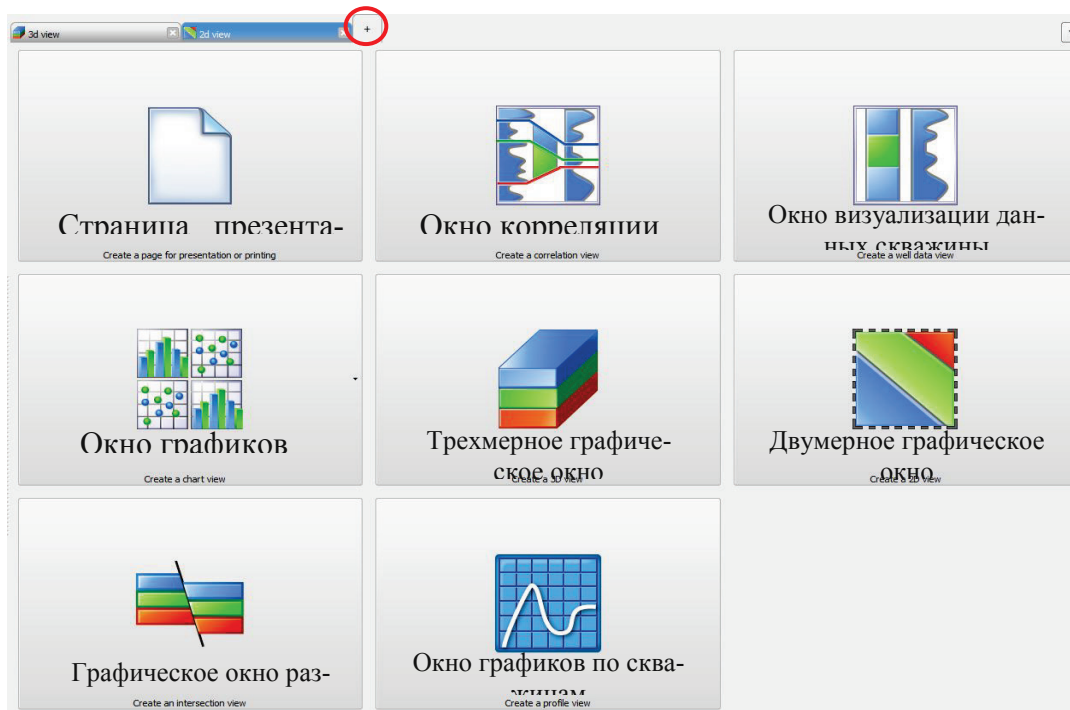 3d view
2d view
+
Страница презента-
Create a page for presentation or printing
Окно корреляции
Create a correlation view
Окно визуализации дан-
ных скважины
Create a well data view
Окно графиков
Create a chart view
Трехмерное графиче-
ское окно
Create a 3D view
Двумерное графическое
окно
Create a 2D view
Графическое окно раз-
Create an intersection view
Окно графиков по сква-
жинам
Create a profile view